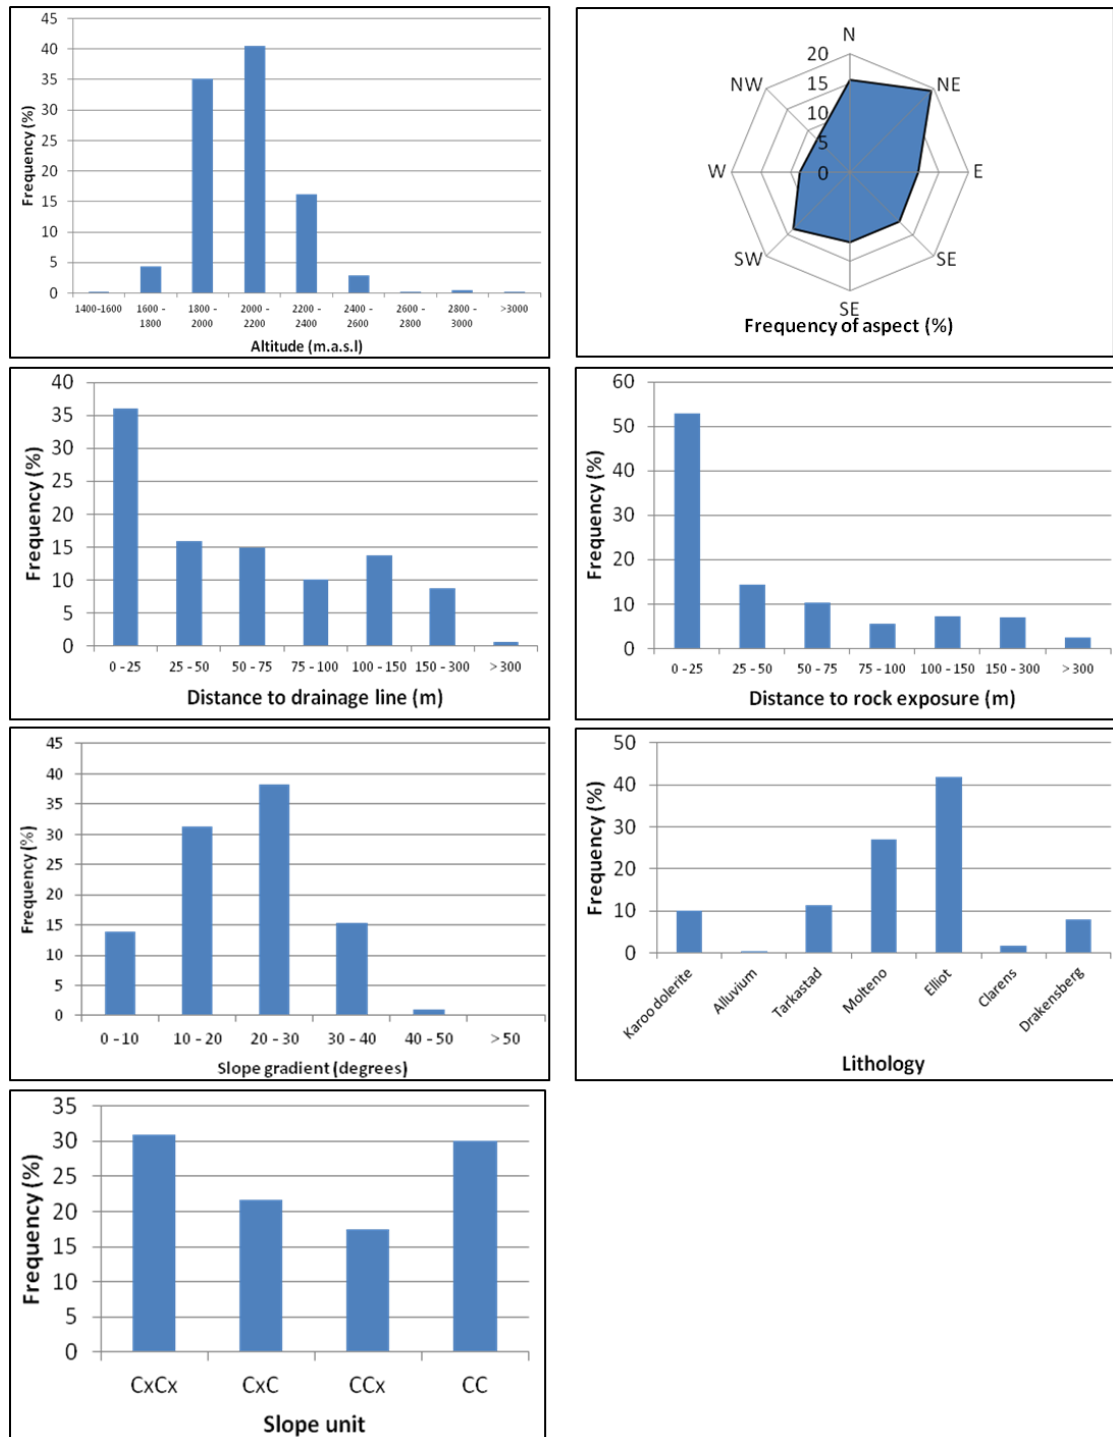 45
40
35
30
25
20
15
10
5
0
Frequency (%)
1400-1600
1600 -
1800
1800 -
2000
2000 -
2200
2200 -
2400
2400 -
2600
2600 -
2800
2800 -
3000
>3000
Altitude (m.a.s.l)
N
NE
E
SE
SE
SW
W
NW
20
15
10
5
0
Frequency of aspect (%)
40
35
30
25
20
15
10
5
0
Frequency (%)
0 - 25
25 - 50
50 - 75
75 - 100
100 - 150
150 - 300
> 300
Distance to drainage line (m)
60
50
40
30
20
10
0
Frequency (%)
0 - 25
25 - 50
50 - 75
75 - 100
100 - 150
150 - 300
> 300
Distance to rock exposure (m)
45
40
35
30
25
20
15
10
5
0
Frequency (%)
0 - 10
10 - 20
20 - 30
30 - 40
40 - 50
> 50
Slope gradient (degrees)
50
40
30
20
10
0
Frequency (%)
Karoo dolerite
Alluvium
Tarkastad
Molteno
Elliot
Clarens
Drakensberg
Lithology
35
30
25
20
15
10
5
0
Frequency (%)
CxCx
CxC
CCx
CC
Slope unit